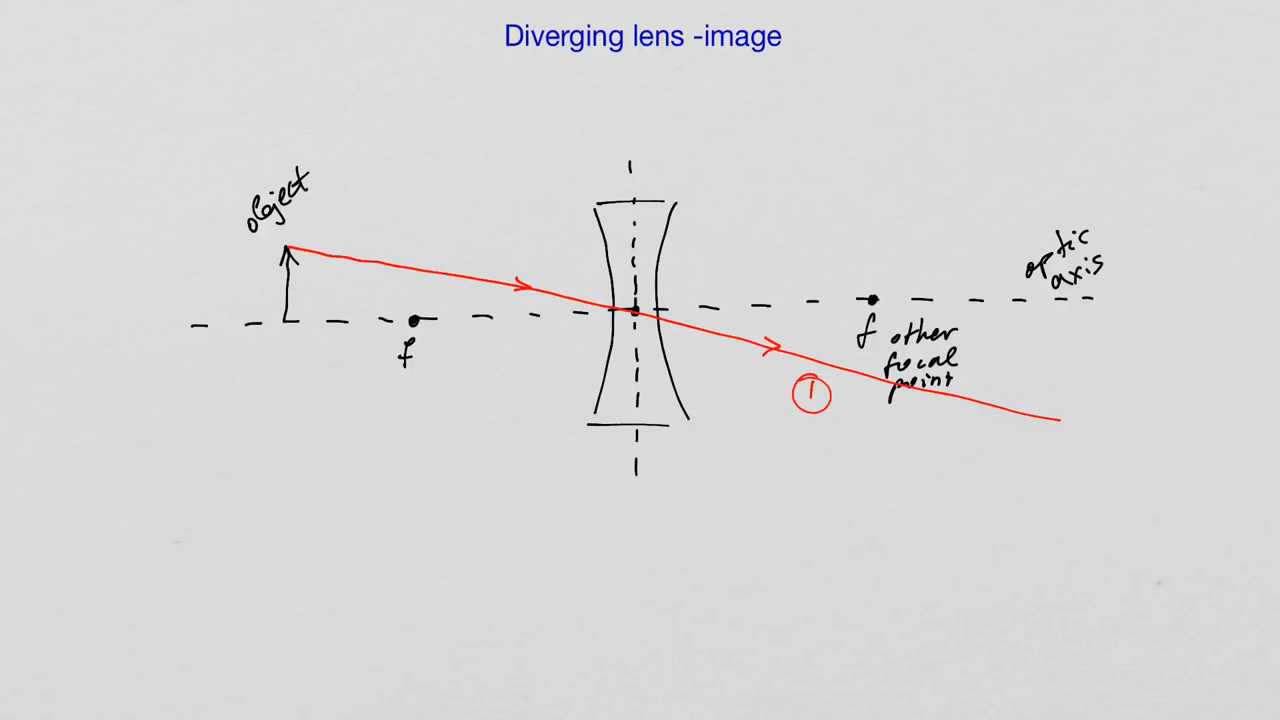 Diverging lens -image
object
optic
axis
f
f other
focal
point
1